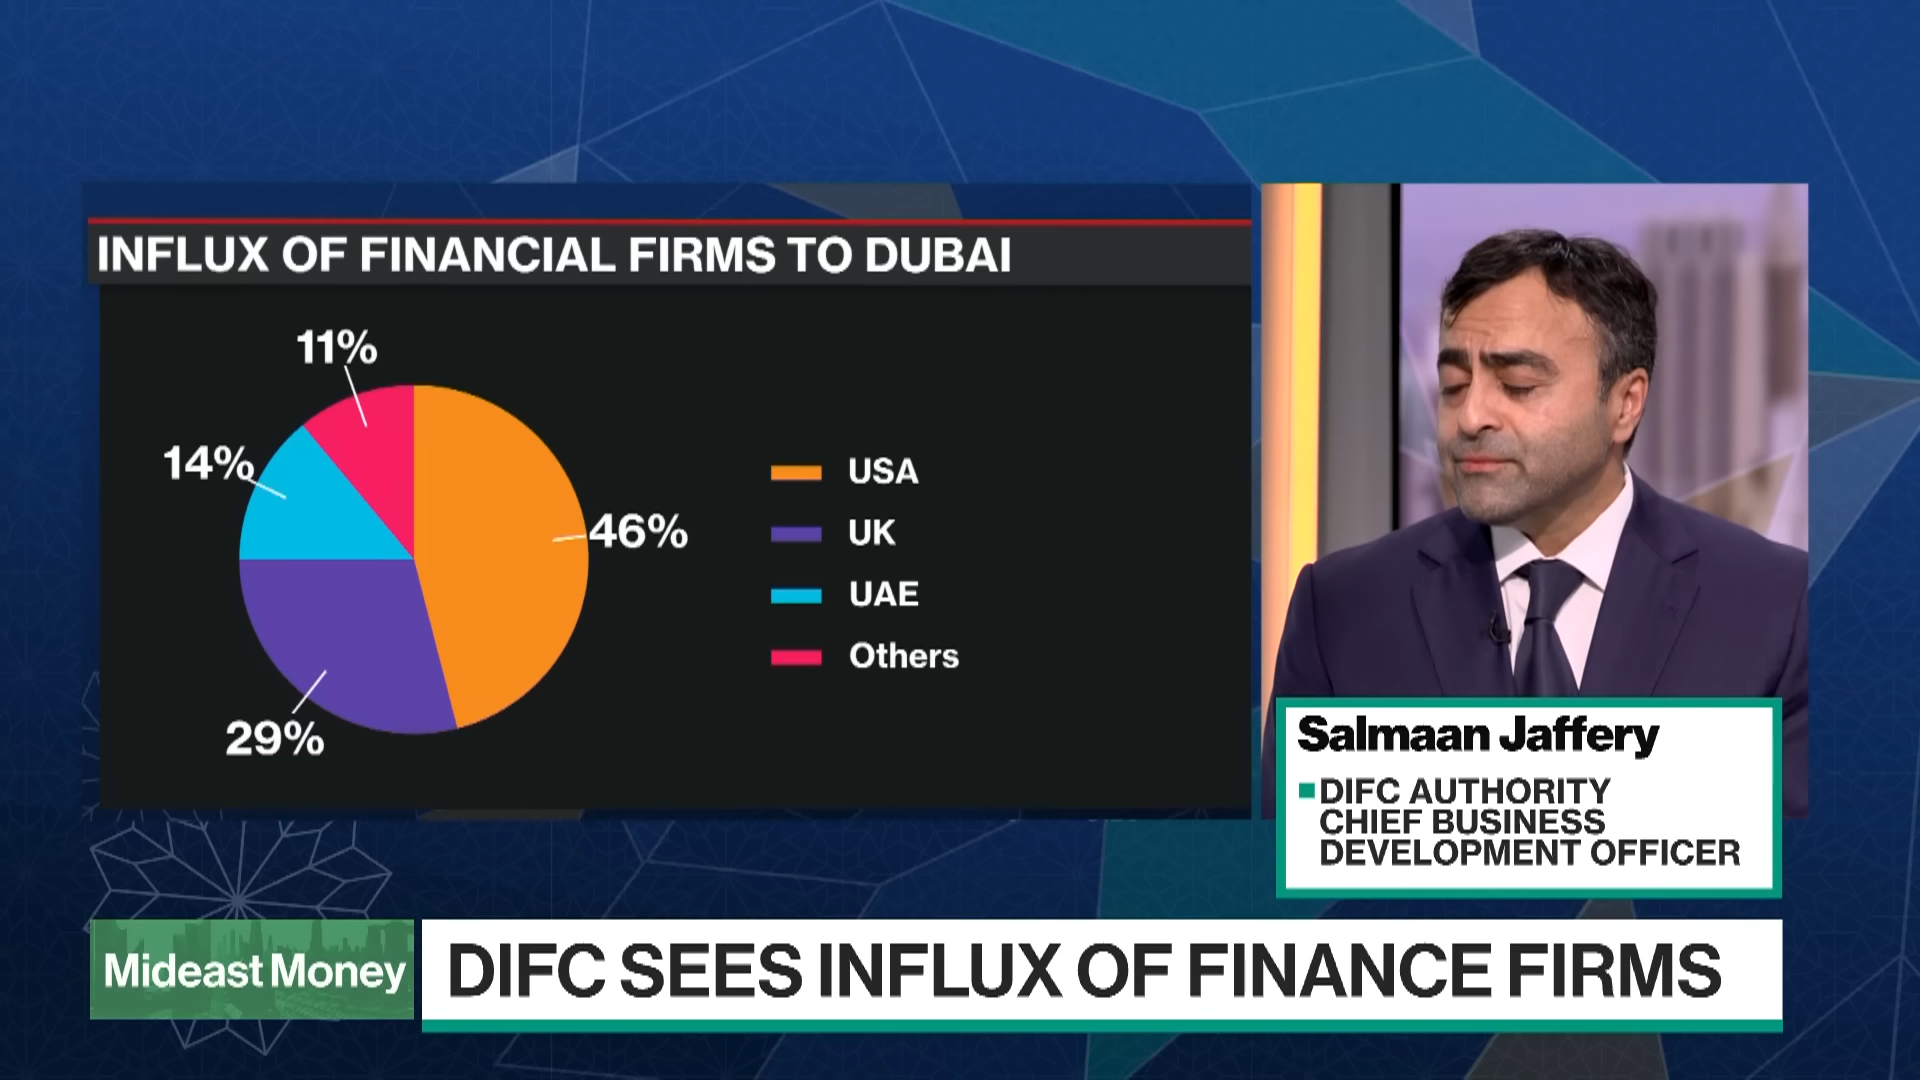 INFLUX OF FINANCIAL FIRMS TO DUBAI
11%
14%
46%
29%
USA
UK
UAE
Others
Salmaan Jaffery
DIFC AUTHORITY
CHIEF BUSINESS
DEVELOPMENT OFFICER
Mideast Money
DIFC SEES INFLUX OF FINANCE FIRMS